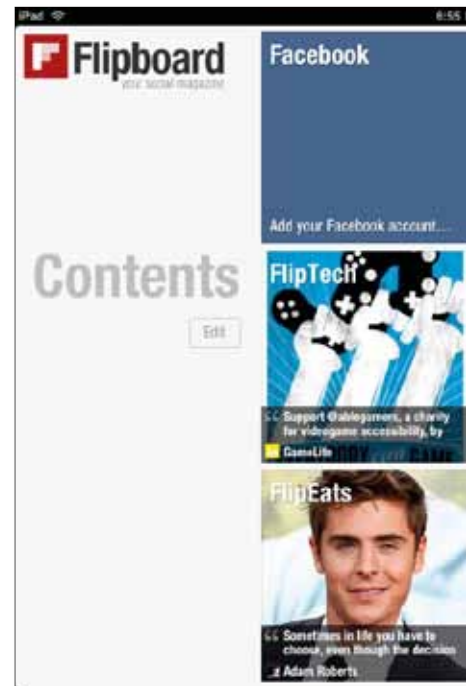 iPad
6:55
Flipboard
your social magazine
Contents
Edit
Facebook
Add your Facebook account....
FlipTech
Support @ablegamers, a charity
for videogame accessibility, by
GameLife
GAME
FlipEats
Sometimes in life you have to
choose, even though the decision
Adam Roberts